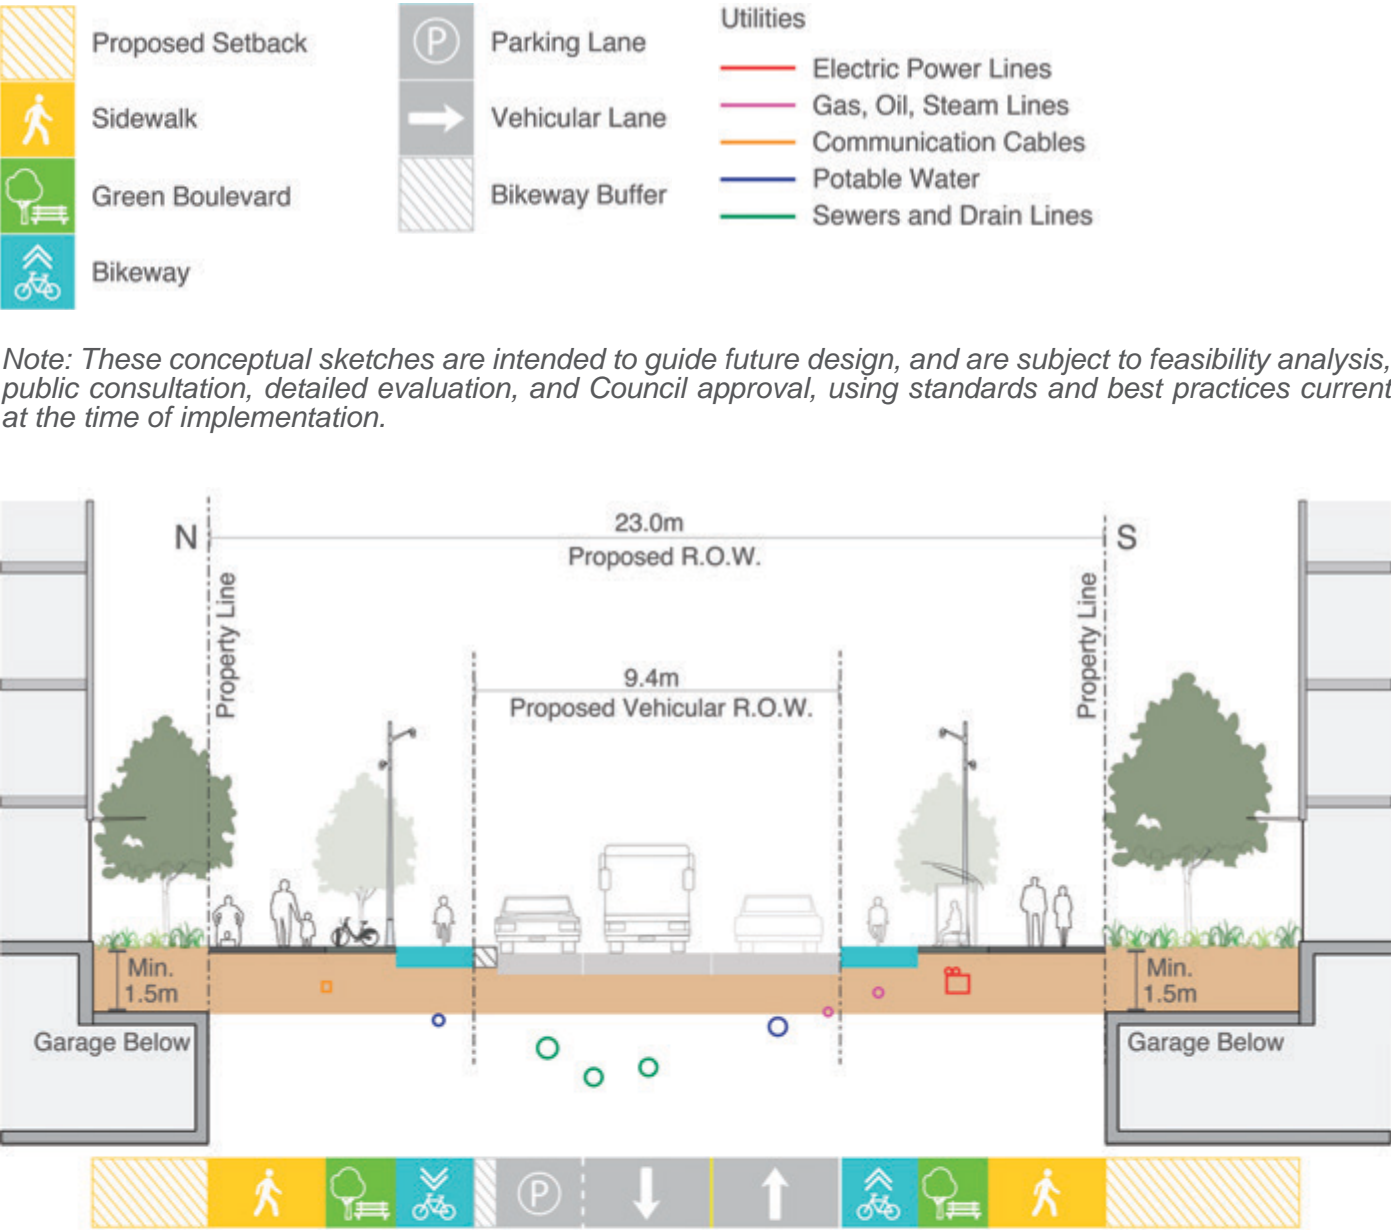 Proposed Setback
Sidewalk
Green Boulevard
Bikeway
P
Parking Lane
Vehicular Lane
Bikeway Buffer
Utilities
Electric Power Lines
Gas, Oil, Steam Lines
Communication Cables
Potable Water
Sewers and Drain Lines
Note: These conceptual sketches are intended to guide future design, and are subject to feasibility analysis,
public consultation, detailed evaluation, and Council approval, using standards and best practices current
at the time of implementation.
N
23.0m
Proposed R.O.W.
S
Property Line
Property Line
9.4m
Proposed Vehicular R.O.W.
Min.
1.5m
Min.
1.5m
Garage Below
Garage Below
P